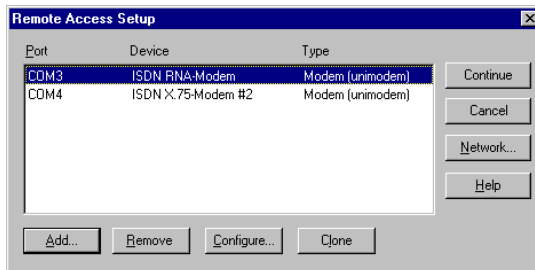 Remote Access Setup
Port Device Type
COM3 ISDN RNA-Modem Modem (unimodem)
COM4 ISDN X.75-Modem #2 Modem (unimodem)
Continue
Cancel
Network...
Help
Add... Remove Configure... Clone